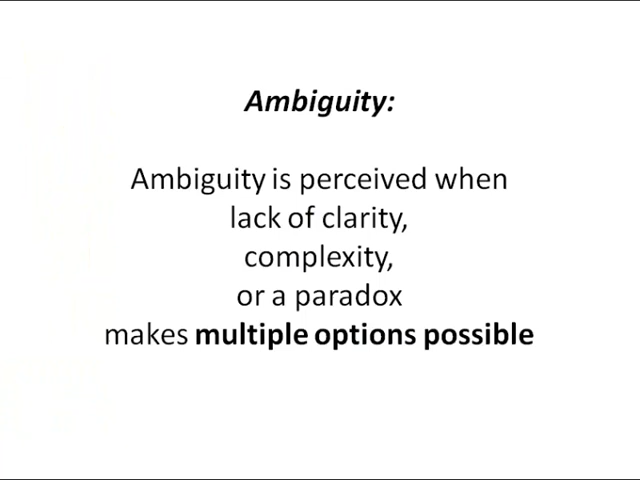 Ambiguity:
Ambiguity is perceived when
lack of clarity,
complexity,
or a paradox
makes multiple options possible